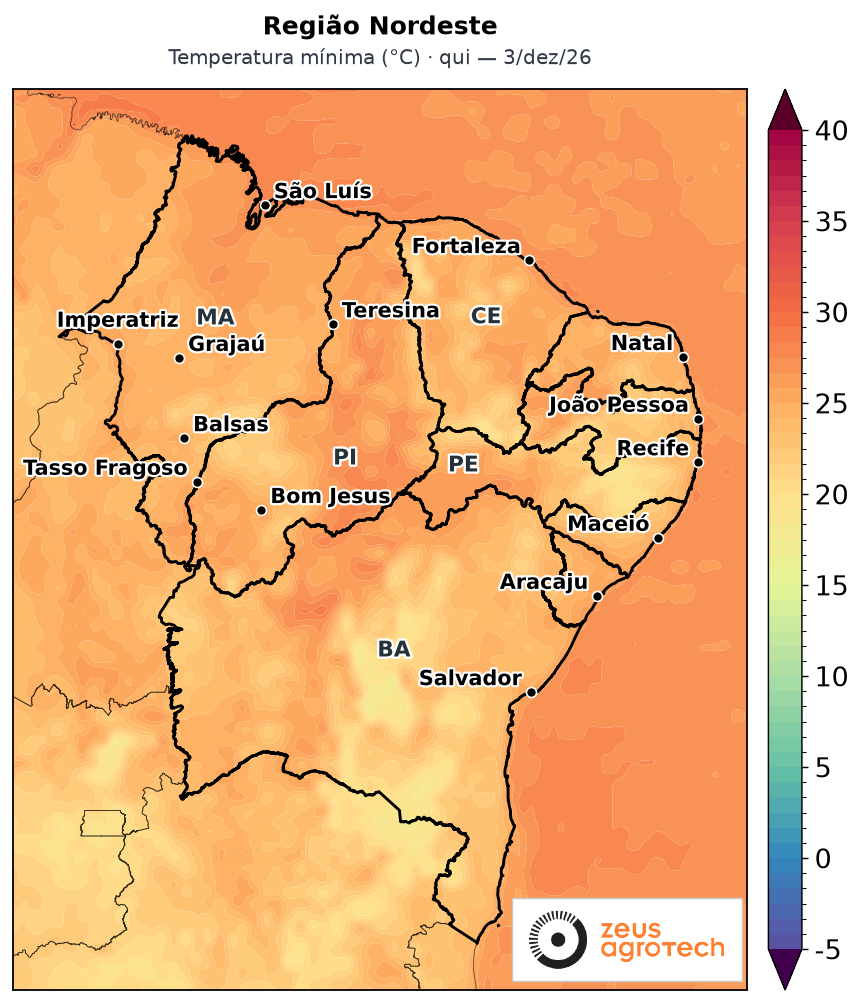 Região Nordeste
Temperatura mínima (°C) · qui — 3/dez/26
São Luís
Fortaleza
Imperatriz
MA
Teresina
CE
Grajaú
Natal
João Pessoa
Balsas
Recife
Tasso Fragoso
PI
PE
Bom Jesus
Maceió
Aracaju
BA
Salvador
40
35
30
25
20
15
10
5
0
-5
zeus
agrotech